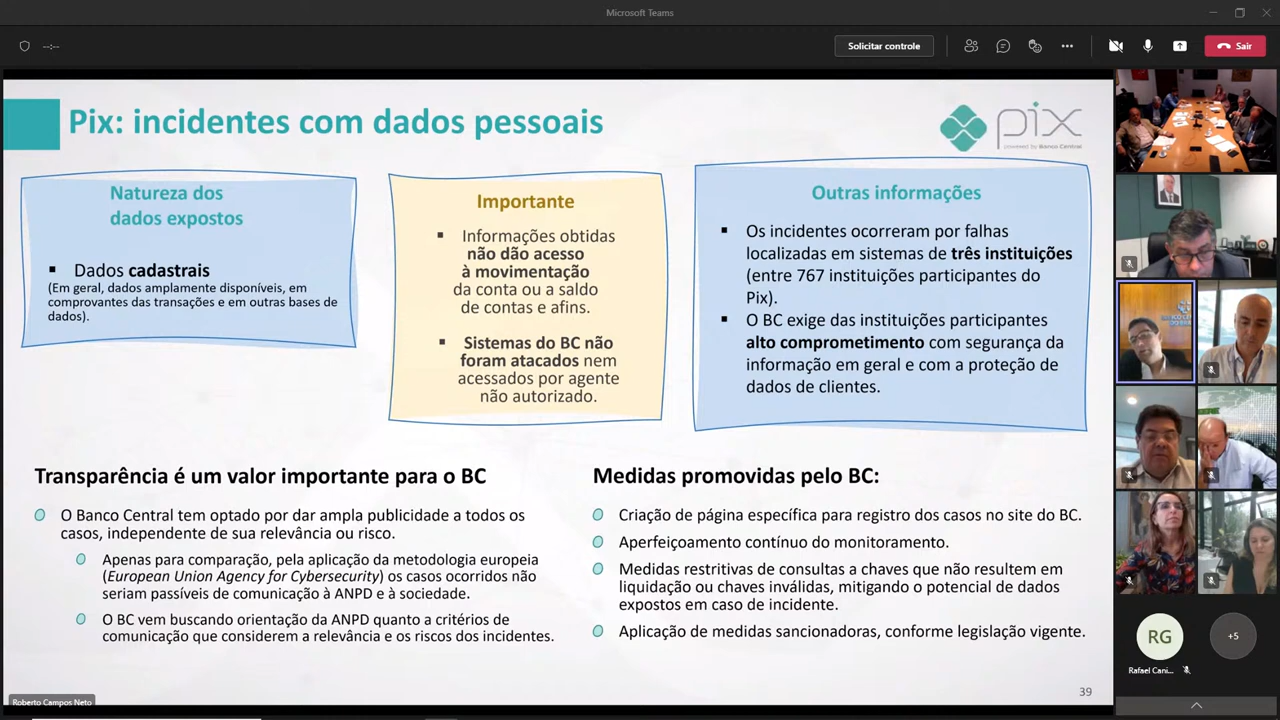 Microsoft Teams
--:--
Solicitar controle
Sair
Pix: incidentes com dados pessoais
pix
powered by Banco Central
Natureza dos
dados expostos
▪ Dados cadastrais
(Em geral, dados amplamente disponíveis, em
comprovantes das transações e em outras bases de
dados).
Importante
▪ Informações obtidas
não dão acesso
à movimentação
da conta ou a saldo
de contas e afins.
▪ Sistemas do BC não
foram atacados nem
acessados por agente
não autorizado.
Outras informações
▪ Os incidentes ocorreram por falhas
localizadas em sistemas de três instituições
(entre 767 instituições participantes do
Pix).
▪ O BC exige das instituições participantes
alto comprometimento com segurança da
informação em geral e com a proteção de
dados de clientes.
Transparência é um valor importante para o BC
O Banco Central tem optado por dar ampla publicidade a todos os
casos, independente de sua relevância ou risco.
Apenas para comparação, pela aplicação da metodologia europeia
(European Union Agency for Cybersecurity) os casos ocorridos não
seriam passíveis de comunicação à ANPD e à sociedade.
O BC vem buscando orientação da ANPD quanto a critérios de
comunicação que considerem a relevância e os riscos dos incidentes.
Medidas promovidas pelo BC:
Criação de página específica para registro dos casos no site do BC.
Aperfeiçoamento contínuo do monitoramento.
Medidas restritivas de consultas a chaves que não resultem em
liquidação ou chaves inválidas, mitigando o potencial de dados
expostos em caso de incidente.
Aplicação de medidas sancionadoras, conforme legislação vigente.
39
Roberto Campos Neto
RG
Rafael Cani...
+5